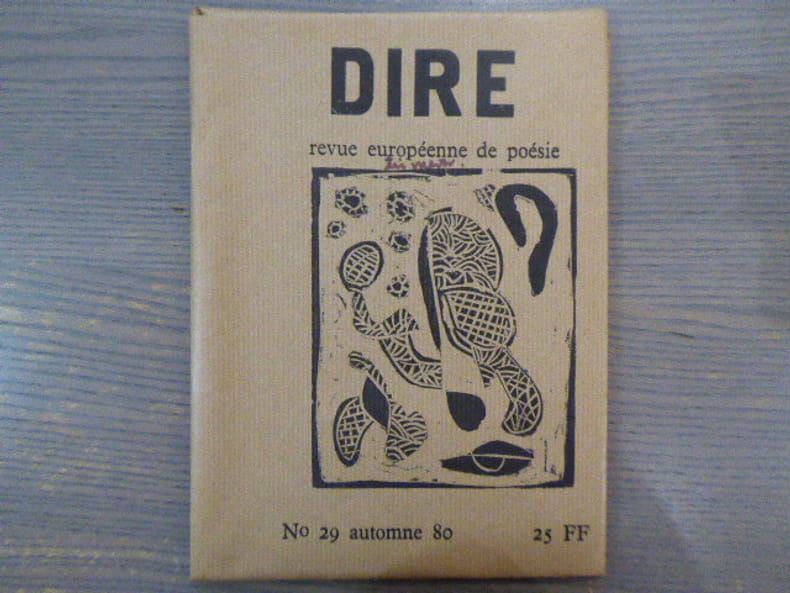 DIRE
revue européenne de poésie
No 29 automne 80 25 FF